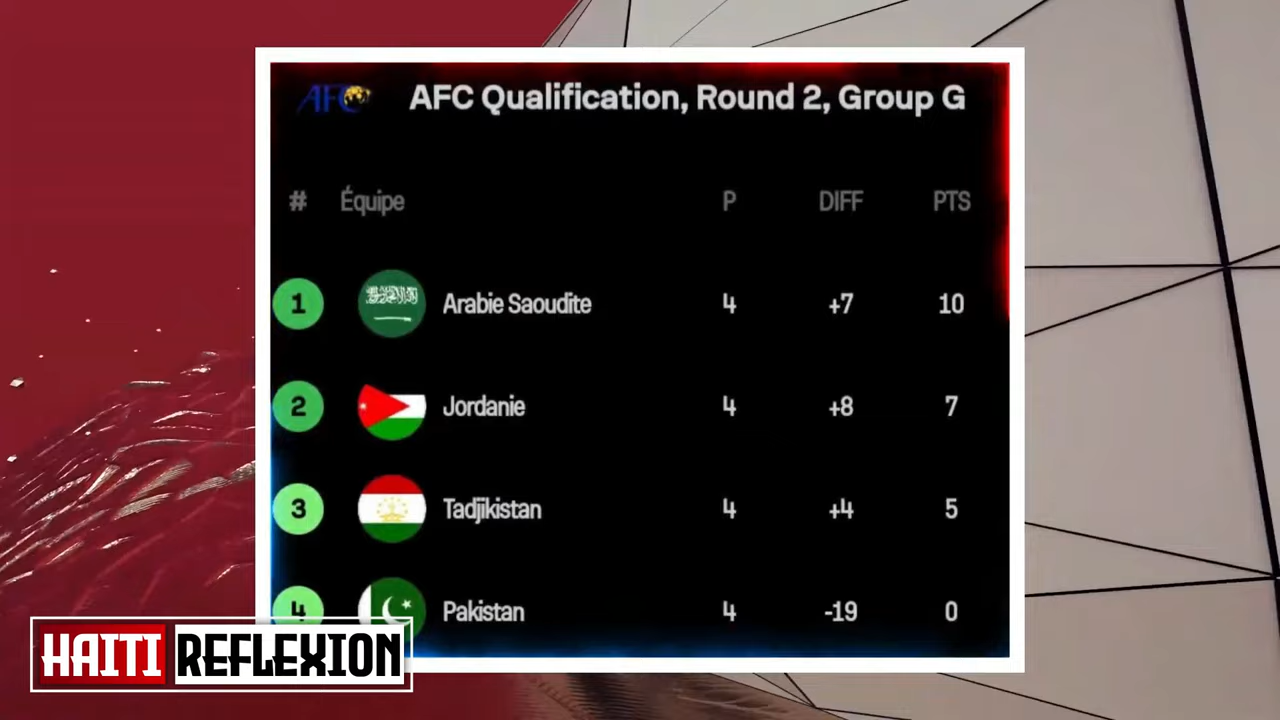 AFC
AFC Qualification, Round 2, Group G
# Équipe P DIFF PTS
1 Arabie Saoudite 4 +7 10
2 Jordanie 4 +8 7
3 Tadjikistan 4 +4 5
4 Pakistan 4 -19 0
HAITI REFLEXION